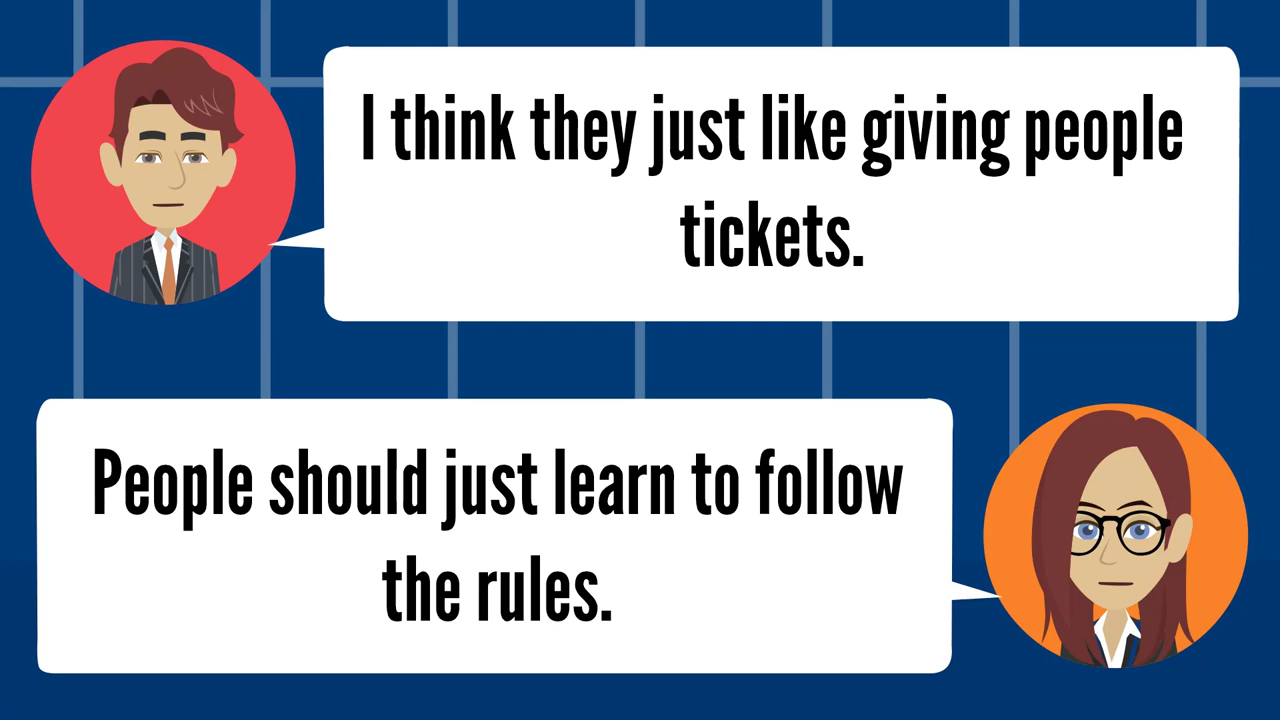 I think they just like giving people
tickets.
People should just learn to follow
the rules.